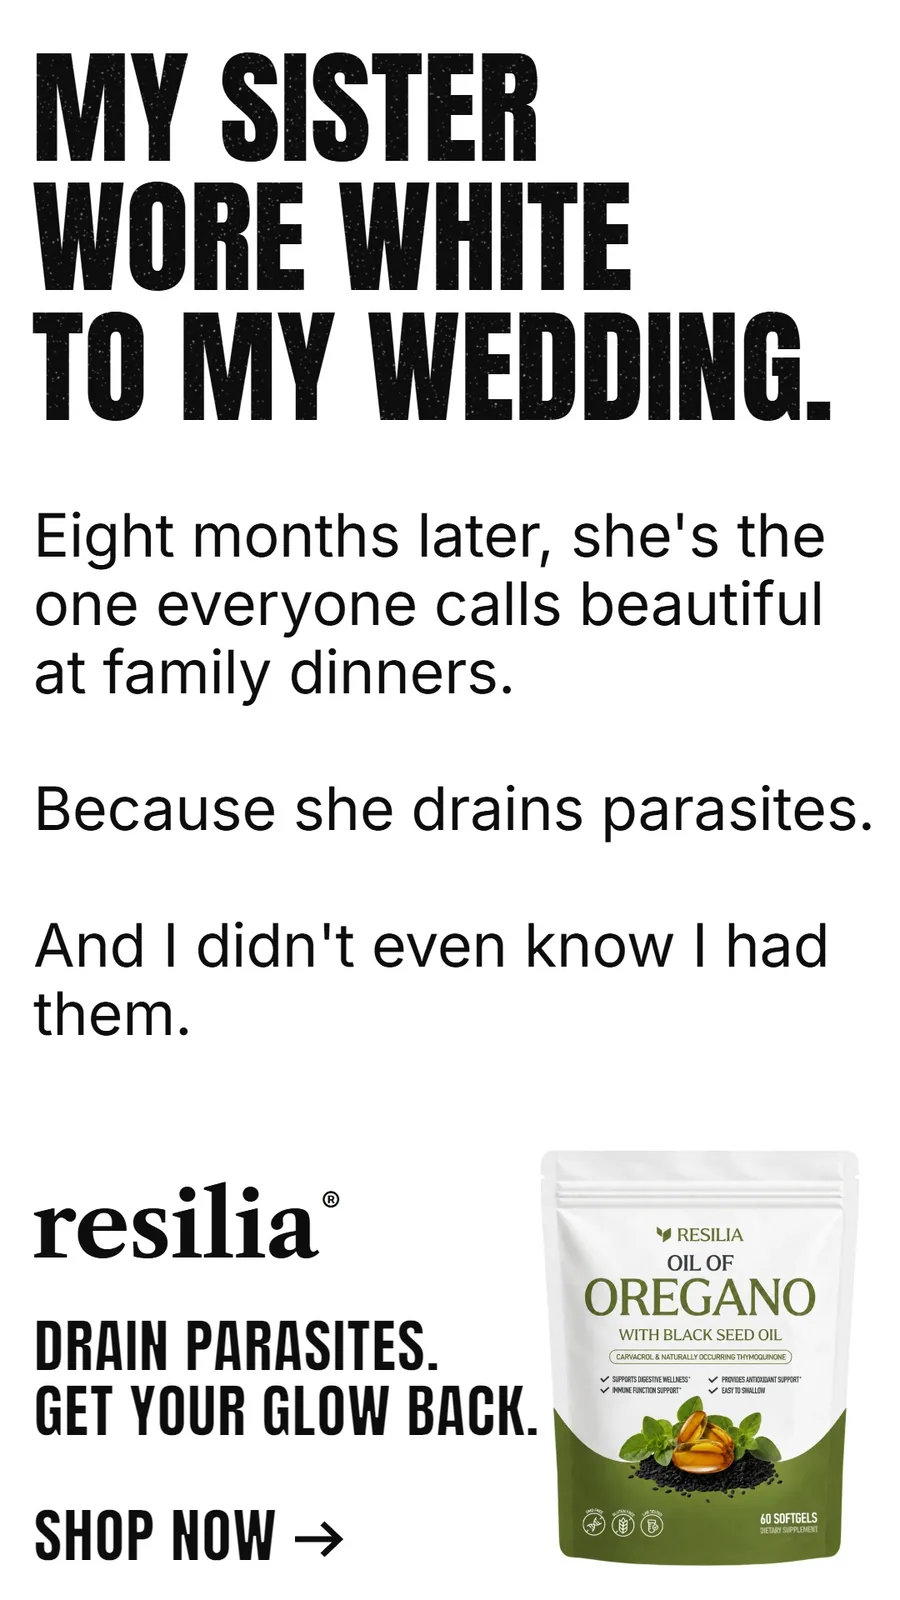 MY SISTER
WORE WHITE
TO MY WEDDING.
Eight months later, she's the
one everyone calls beautiful
at family dinners.
Because she drains parasites.
And I didn't even know I had
them.
resilia®
DRAIN PARASITES.
GET YOUR GLOW BACK.
SHOP NOW →
RESILIA
OIL OF
OREGANO
WITH BLACK SEED OIL
CARVACROL & NATURALLY OCCURRING THYMOQUINONE
SUPPORTS DIGESTIVE WELLNESS* PROVIDES ANTIOXIDANT SUPPORT*
IMMUNE FUNCTION SUPPORT* EASY TO SWALLOW
60 SOFTGELS
DIETARY SUPPLEMENT